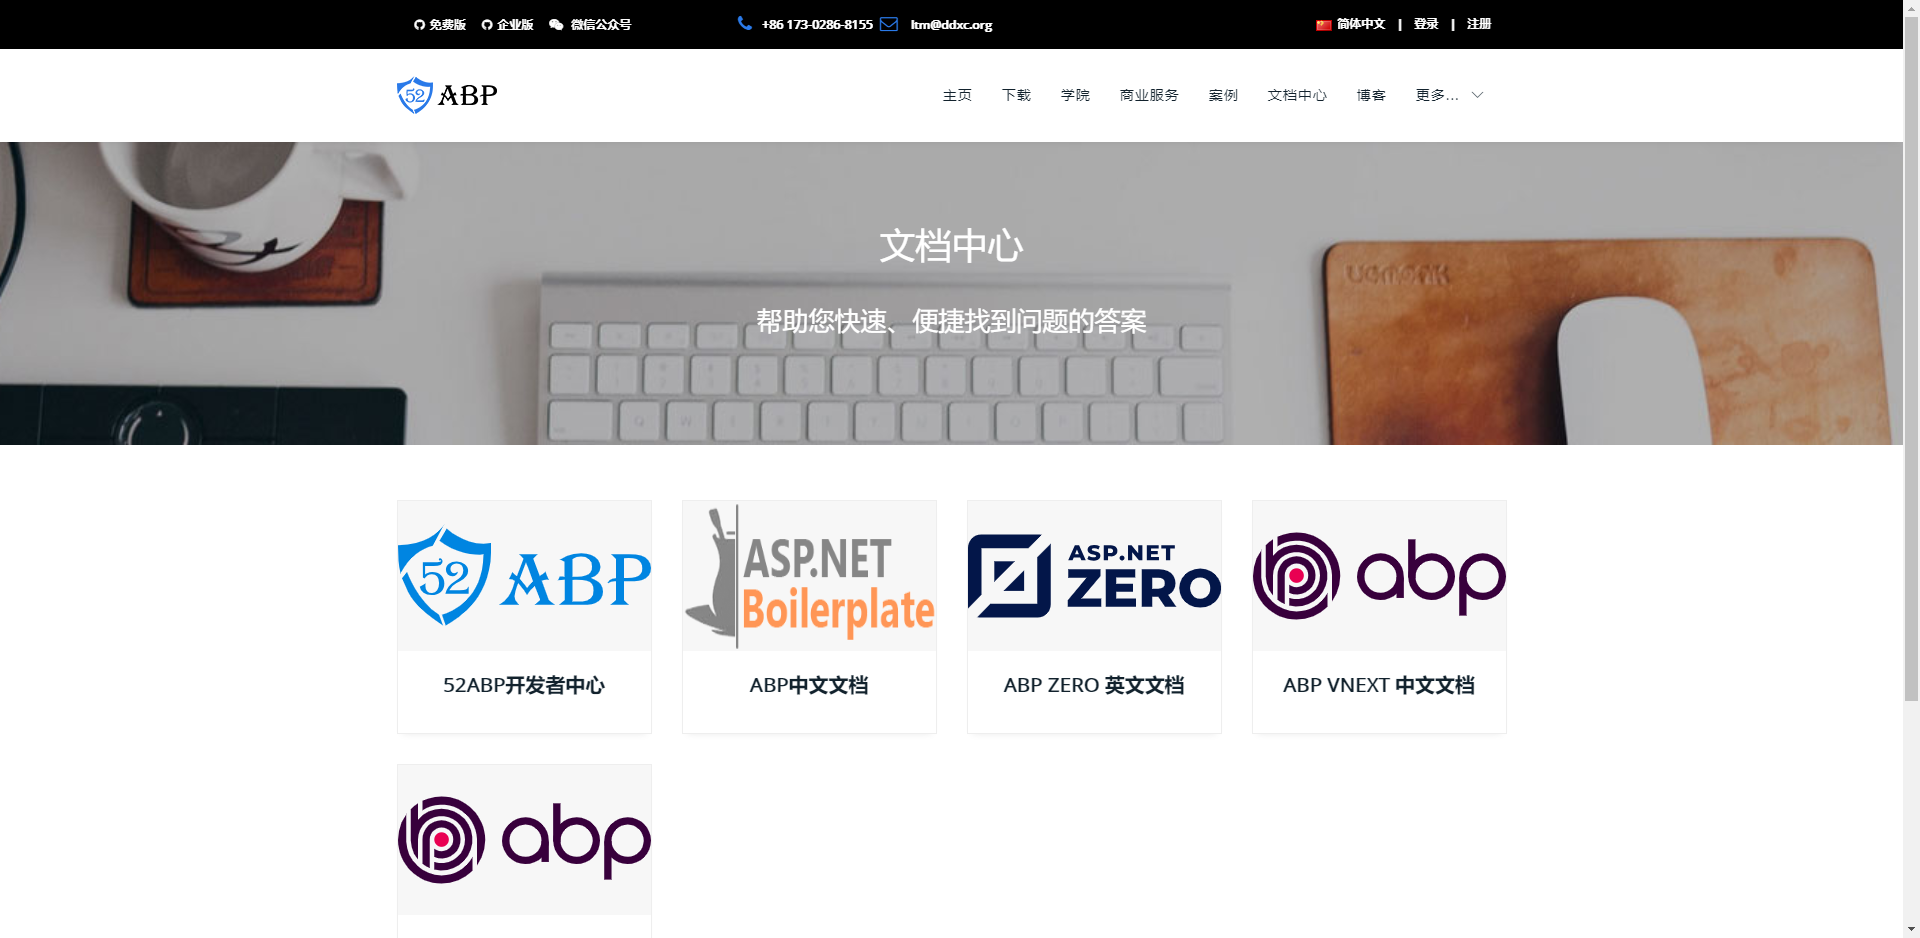 免费版 企业版 微信公众号 +86 173-0286-8155 ltm@ddxc.org 简体中文 | 登录 | 注册
52 ABP 主页 下载 学院 商业服务 案例 文档中心 博客 更多...
文档中心
帮助您快速、便捷找到问题的答案
52 ABP
ASP.NET
Boilerplate
ASP.NET
ZERO
abp
52ABP开发者中心 ABP中文文档 ABP ZERO 英文文档 ABP VNEXT 中文文档
abp